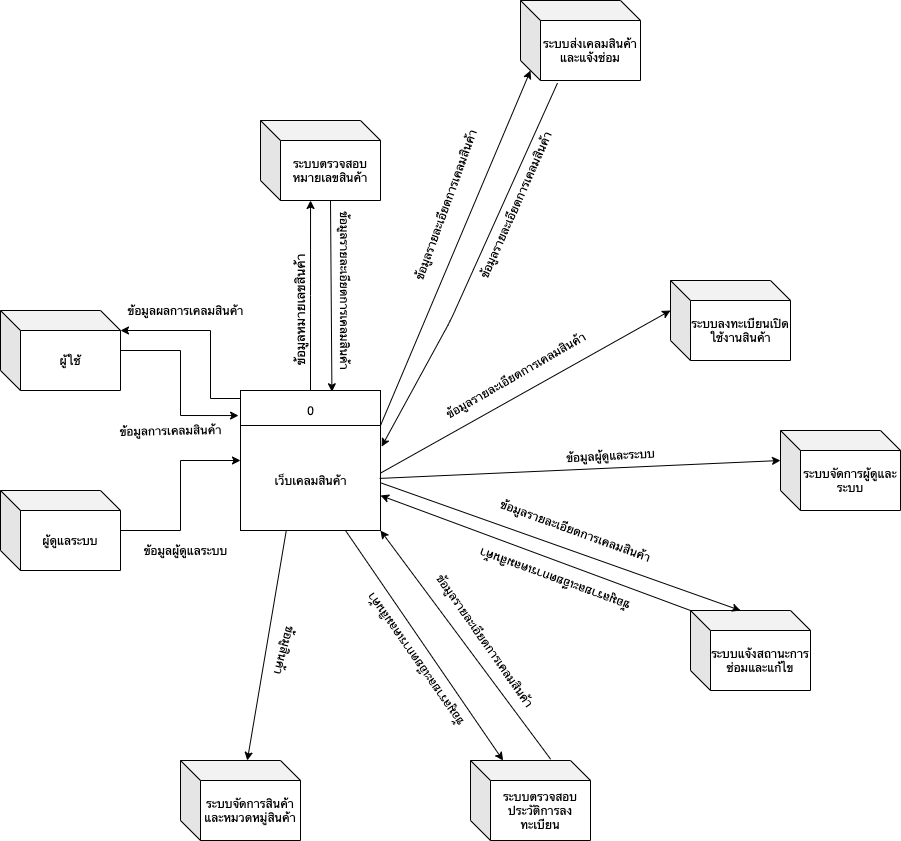 ระบบส่งเคลมสินค้า
และแจ้งซ่อม
ระบบตรวจสอบ
หมายเลขสินค้า
ข้อมูลรายละเอียดการเคลมสินค้า
ข้อมูลรายละเอียดการเคลมสินค้า
ข้อมูลหมายเลขสินค้า
ข้อมูลรายละเอียดการเคลมสินค้า
ข้อมูลผลการเคลมสินค้า
ผู้ใช้
ระบบลงทะเบียนเปิด
ใช้งานสินค้า
ข้อมูลรายละเอียดการเคลมสินค้า
0
ข้อมูลการเคลมสินค้า
เว็บเคลมสินค้า
ข้อมูลผู้ดูและระบบ
ระบบจัดการผู้ดูและ
ระบบ
ผู้ดูแลระบบ
ข้อมูลผู้ดูแลระบบ
ข้อมูลรายละเอียดการเคลมสินค้า
ข้อมูลรายละเอียดการเคลมสินค้า
ระบบแจ้งสถานะการ
ซ่อมและแก้ไข
ข้อมูลสินค้า
ข้อมูลรายละเอียดการเคลมสินค้า
ข้อมูลรายละเอียดการเคลมสินค้า
ระบบจัดการสินค้า
และหมวดหมู่สินค้า
ระบบตรวจสอบ
ประวัติการลง
ทะเบียน